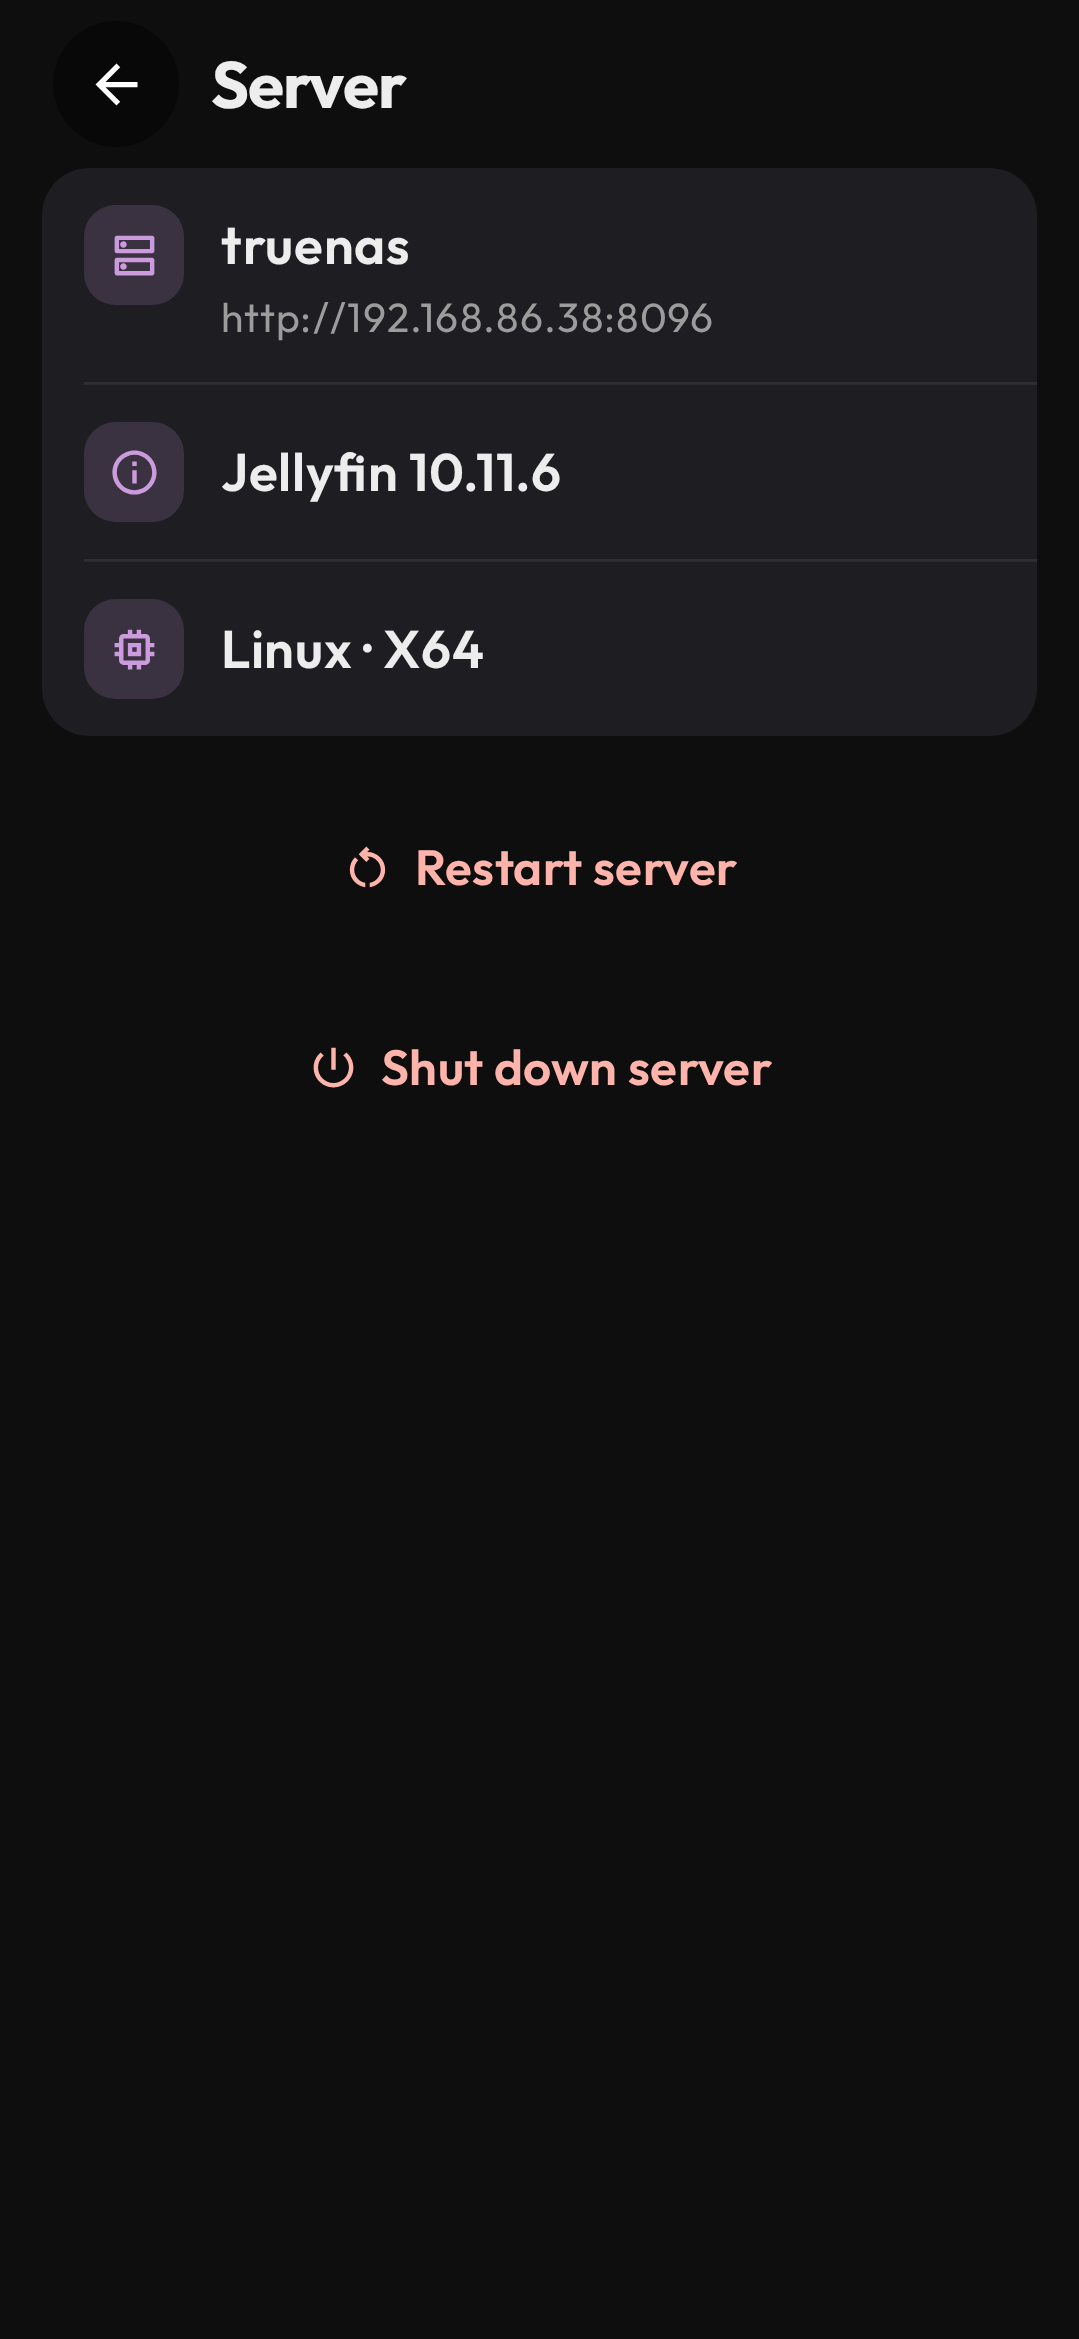 Server
truenas
http://192.168.86.38:8096
Jellyfin 10.11.6
Linux · X64
Restart server
Shut down server